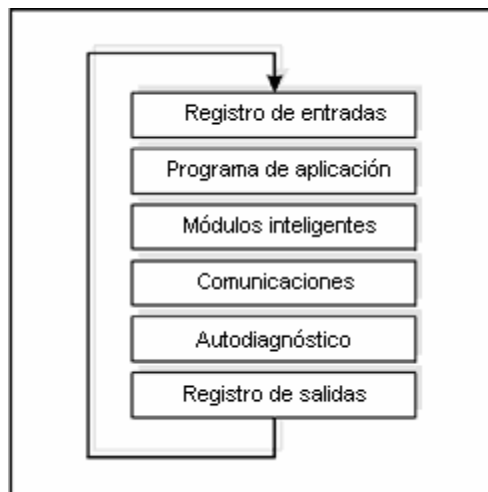 Registro de entradas
Programa de aplicación
Módulos inteligentes
Comunicaciones
Autodiagnóstico
Registro de salidas